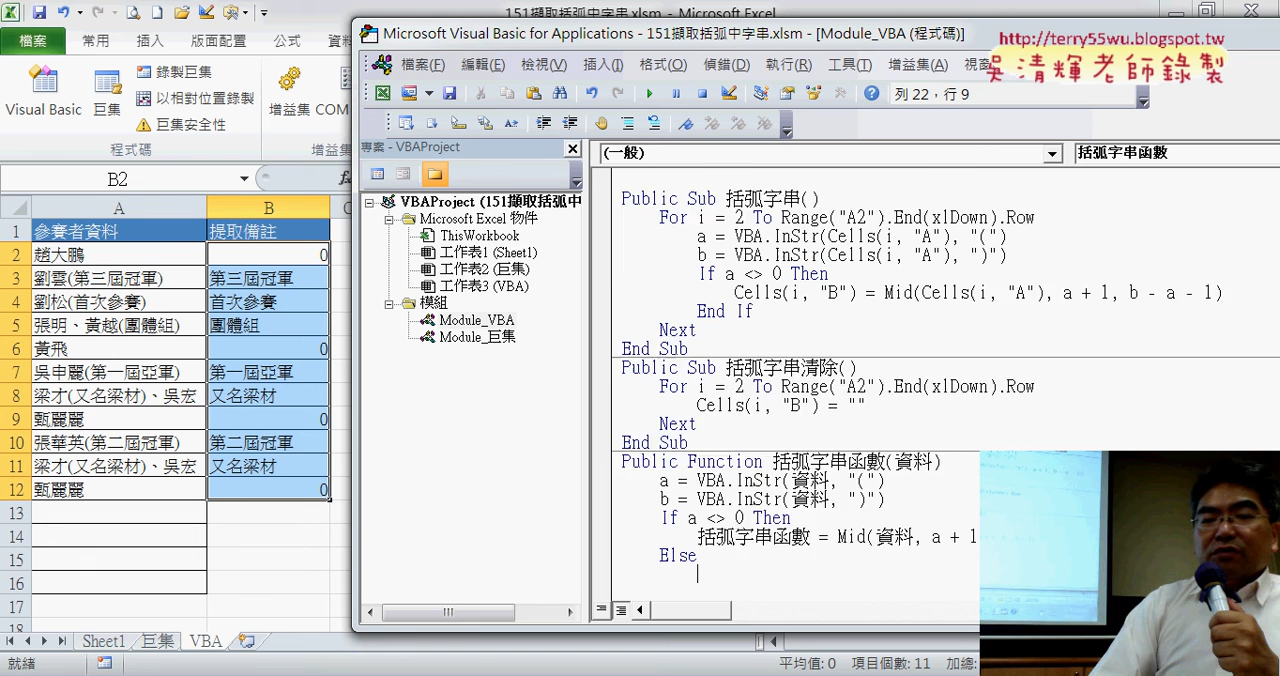 151擷取括弧中字串.xlsm - Microsoft Excel
檔案 常用 插入 版面配置 公式
Visual Basic 巨集 錄製巨集 以相對位置錄製 巨集安全性 增益集 COM
程式碼
Microsoft Visual Basic for Applications - 151擷取括弧中字串.xlsm - [Module_VBA (程式碼)]
http://terry55wu.blogspot.tw
吳清輝老師錄製
檔案(F) 編輯(E) 檢視(V) 插入(I) 格式(O) 偵錯(D) 執行(R) 工具(T) 增益集(A)
列 22，行 9
B2
專案 - VBAProject
VBAProject (151擷取括弧中
Microsoft Excel 物件
ThisWorkbook
工作表1 (Sheet1)
工作表2 (巨集)
工作表3 (VBA)
模組
Module_VBA
Module_巨集
(一般) 括弧字串函數
A B
1 參賽者資料 提取備註
2 趙大鵬 0
3 劉雲(第三屆冠軍) 第三屆冠軍
4 劉松(首次參賽) 首次參賽
5 張明、黃越(團體組) 團體組
6 黃飛 0
7 吳申麗(第一屆亞軍) 第一屆亞軍
8 梁才(又名梁材)、吳宏 又名梁材
9 甄麗麗 0
10 張華英(第二屆冠軍) 第二屆冠軍
11 梁才(又名梁材)、吳宏 又名梁材
12 甄麗麗 0
13
14
15
16
17
Public Sub 括弧字串()
For i = 2 To Range("A2").End(xlDown).Row
a = VBA.InStr(Cells(i, "A"), "(")
b = VBA.InStr(Cells(i, "A"), ")")
If a <> 0 Then
Cells(i, "B") = Mid(Cells(i, "A"), a + 1, b - a - 1)
End If
Next
End Sub
Public Sub 括弧字串清除()
For i = 2 To Range("A2").End(xlDown).Row
Cells(i, "B") = ""
Next
End Sub
Public Function 括弧字串函數(資料)
a = VBA.InStr(資料, "(")
b = VBA.InStr(資料, ")")
If a <> 0 Then
括弧字串函數 = Mid(資料, a + 1
Else
Sheet1 巨集 VBA
就緒 平均值: 0 項目個數: 11 加總: